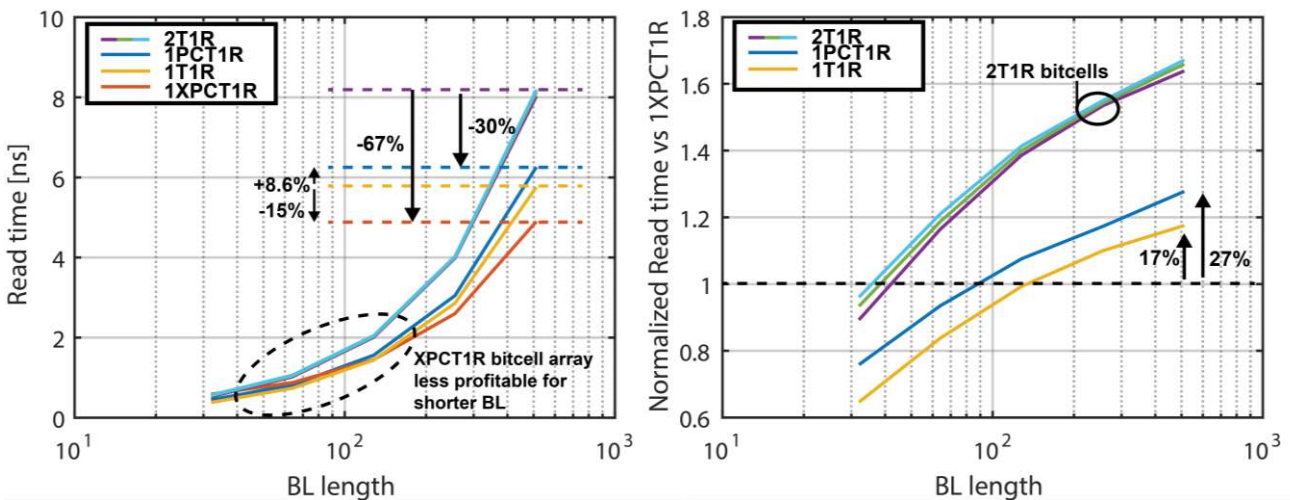 10
8
6
4
2
0
Read time [ns]
2T1R
1PCT1R
1T1R
1XPCT1R
-67%
-30%
+8.6%
-15%
XPCT1R bitcell array
less profitable for
shorter BL
10^1
10^2
10^3
BL length
1.8
1.6
1.4
1.2
1
0.8
0.6
Normalized Read time vs 1XPCT1R
2T1R
1PCT1R
1T1R
2T1R bitcells
17%
27%
10^1
10^2
10^3
BL length